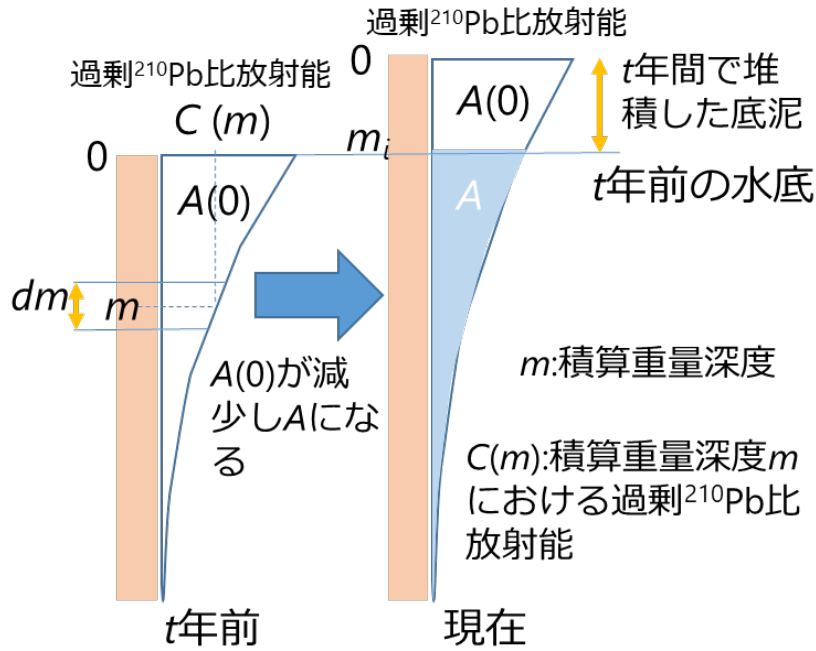 過剰²¹⁰Pb比放射能
C (m)
0
A(0)
dm
m
A(0)が減
少しAにな
る
t年前
過剰²¹⁰Pb比放射能
0
A(0)
t年間で堆
積した底泥
mᵢ
t年前の水底
A
m:積算重量深度
C(m):積算重量深度m
における過剰²¹⁰Pb比
放射能
現在